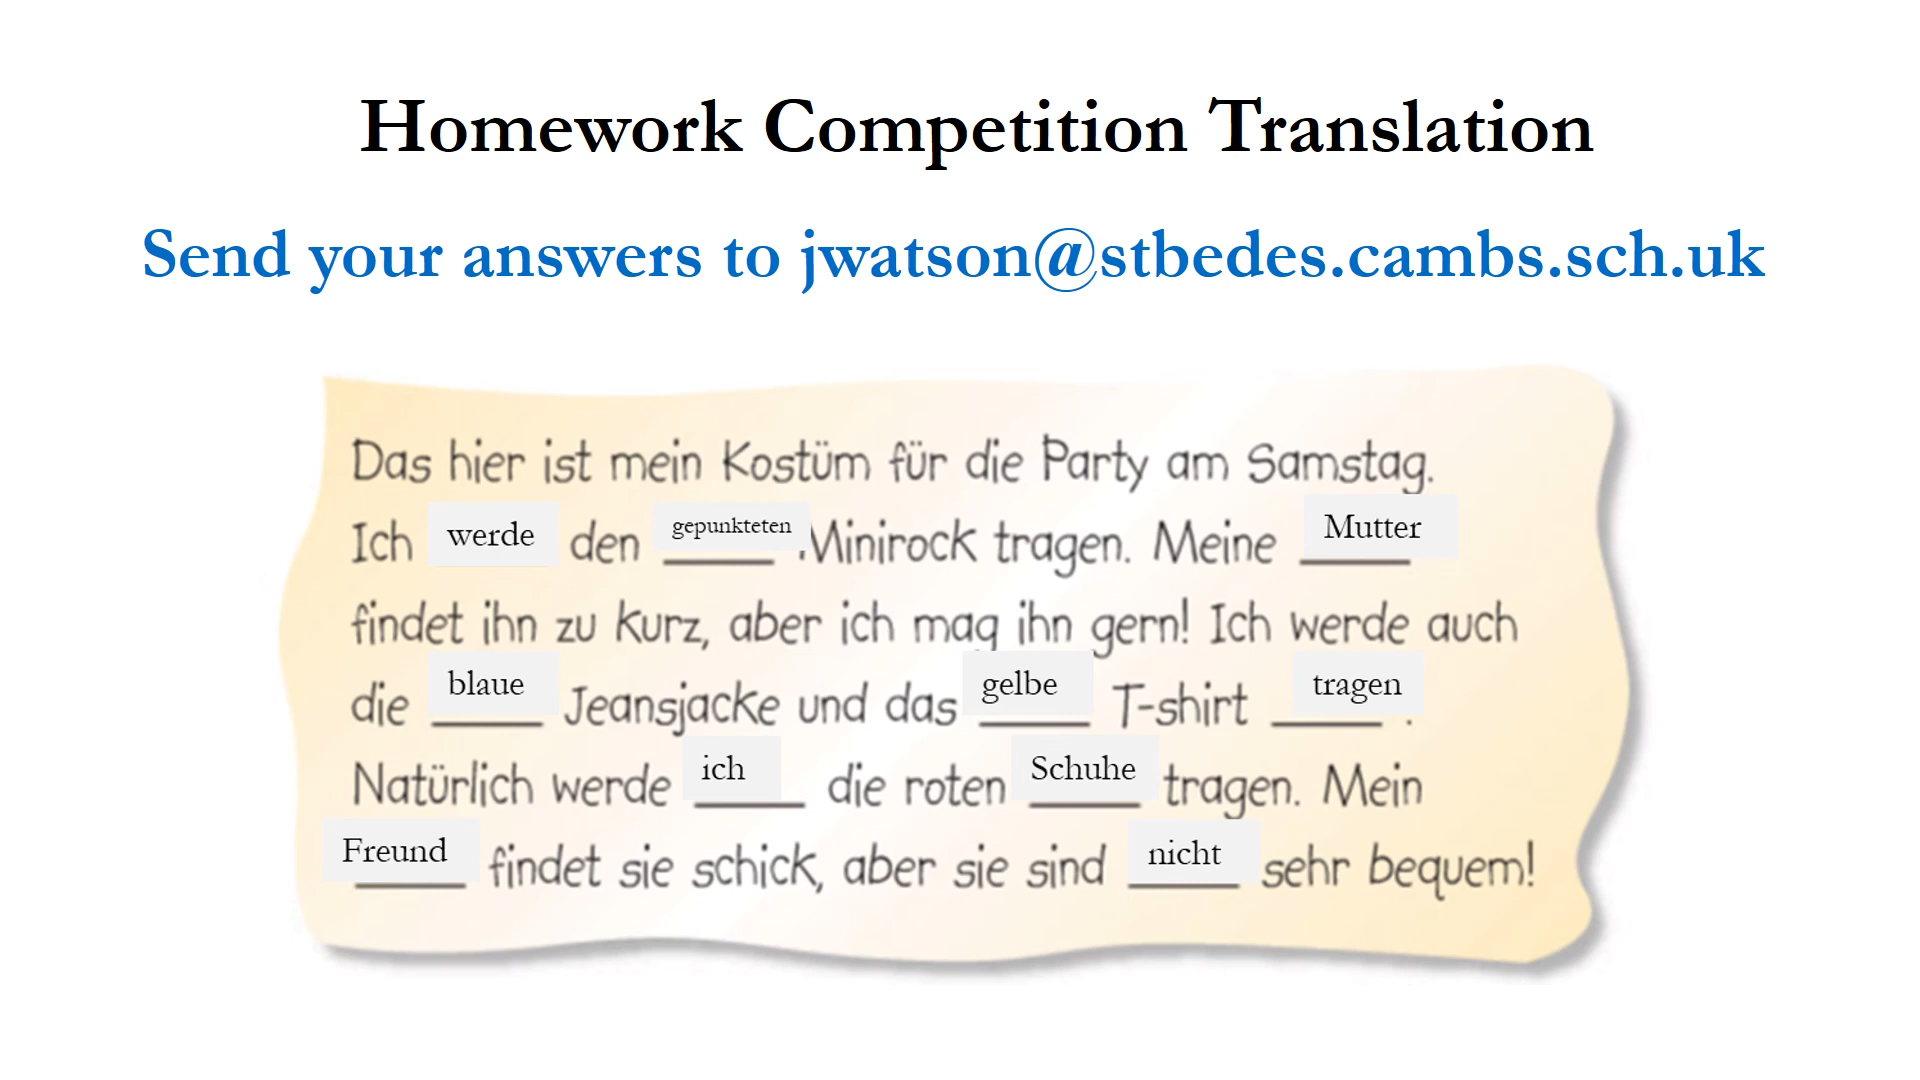 Homework Competition Translation
Send your answers to jwatson@stbedes.cambs.sch.uk
Das hier ist mein Kostüm für die Party am Samstag.
Ich werde den gepunkteten Minirock tragen. Meine Mutter
findet ihn zu kurz, aber ich mag ihn gern! Ich werde auch
die blaue Jeansjacke und das gelbe T-shirt tragen .
Natürlich werde ich die roten Schuhe tragen. Mein
Freund findet sie schick, aber sie sind nicht sehr bequem!